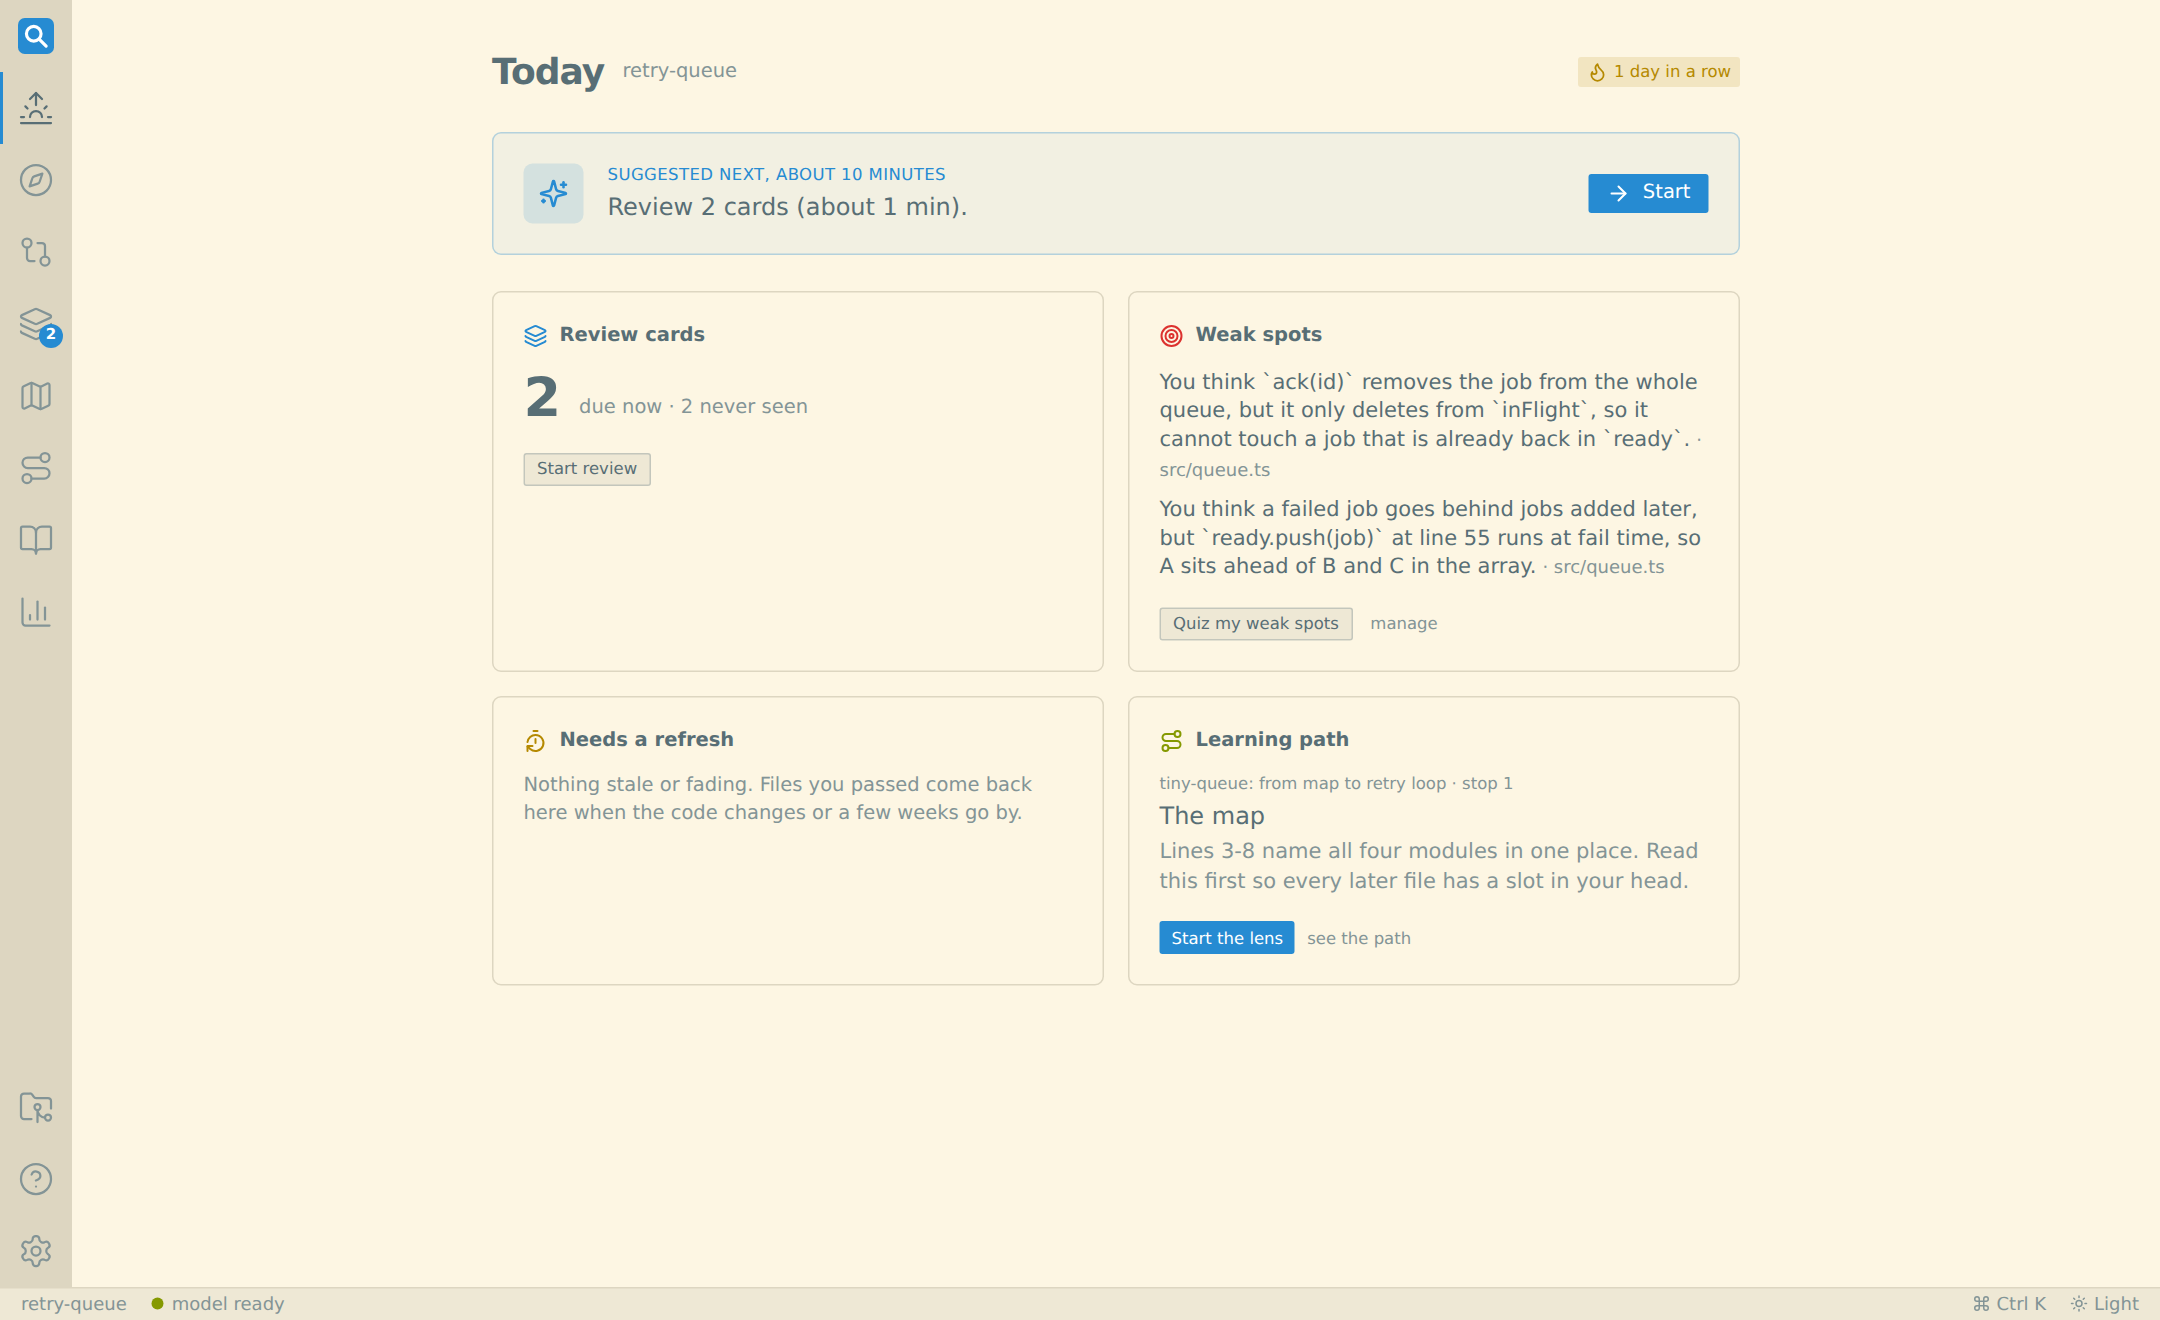 Today retry-queue
1 day in a row
SUGGESTED NEXT, ABOUT 10 MINUTES
Review 2 cards (about 1 min).
Start
2
Review cards
2 due now · 2 never seen
Start review
Weak spots
You think `ack(id)` removes the job from the whole
queue, but it only deletes from `inFlight`, so it
cannot touch a job that is already back in `ready`. ·
src/queue.ts
You think a failed job goes behind jobs added later,
but `ready.push(job)` at line 55 runs at fail time, so
A sits ahead of B and C in the array. · src/queue.ts
Quiz my weak spots manage
Needs a refresh
Nothing stale or fading. Files you passed come back
here when the code changes or a few weeks go by.
Learning path
tiny-queue: from map to retry loop · stop 1
The map
Lines 3-8 name all four modules in one place. Read
this first so every later file has a slot in your head.
Start the lens see the path
retry-queue model ready
⌘ Ctrl K Light